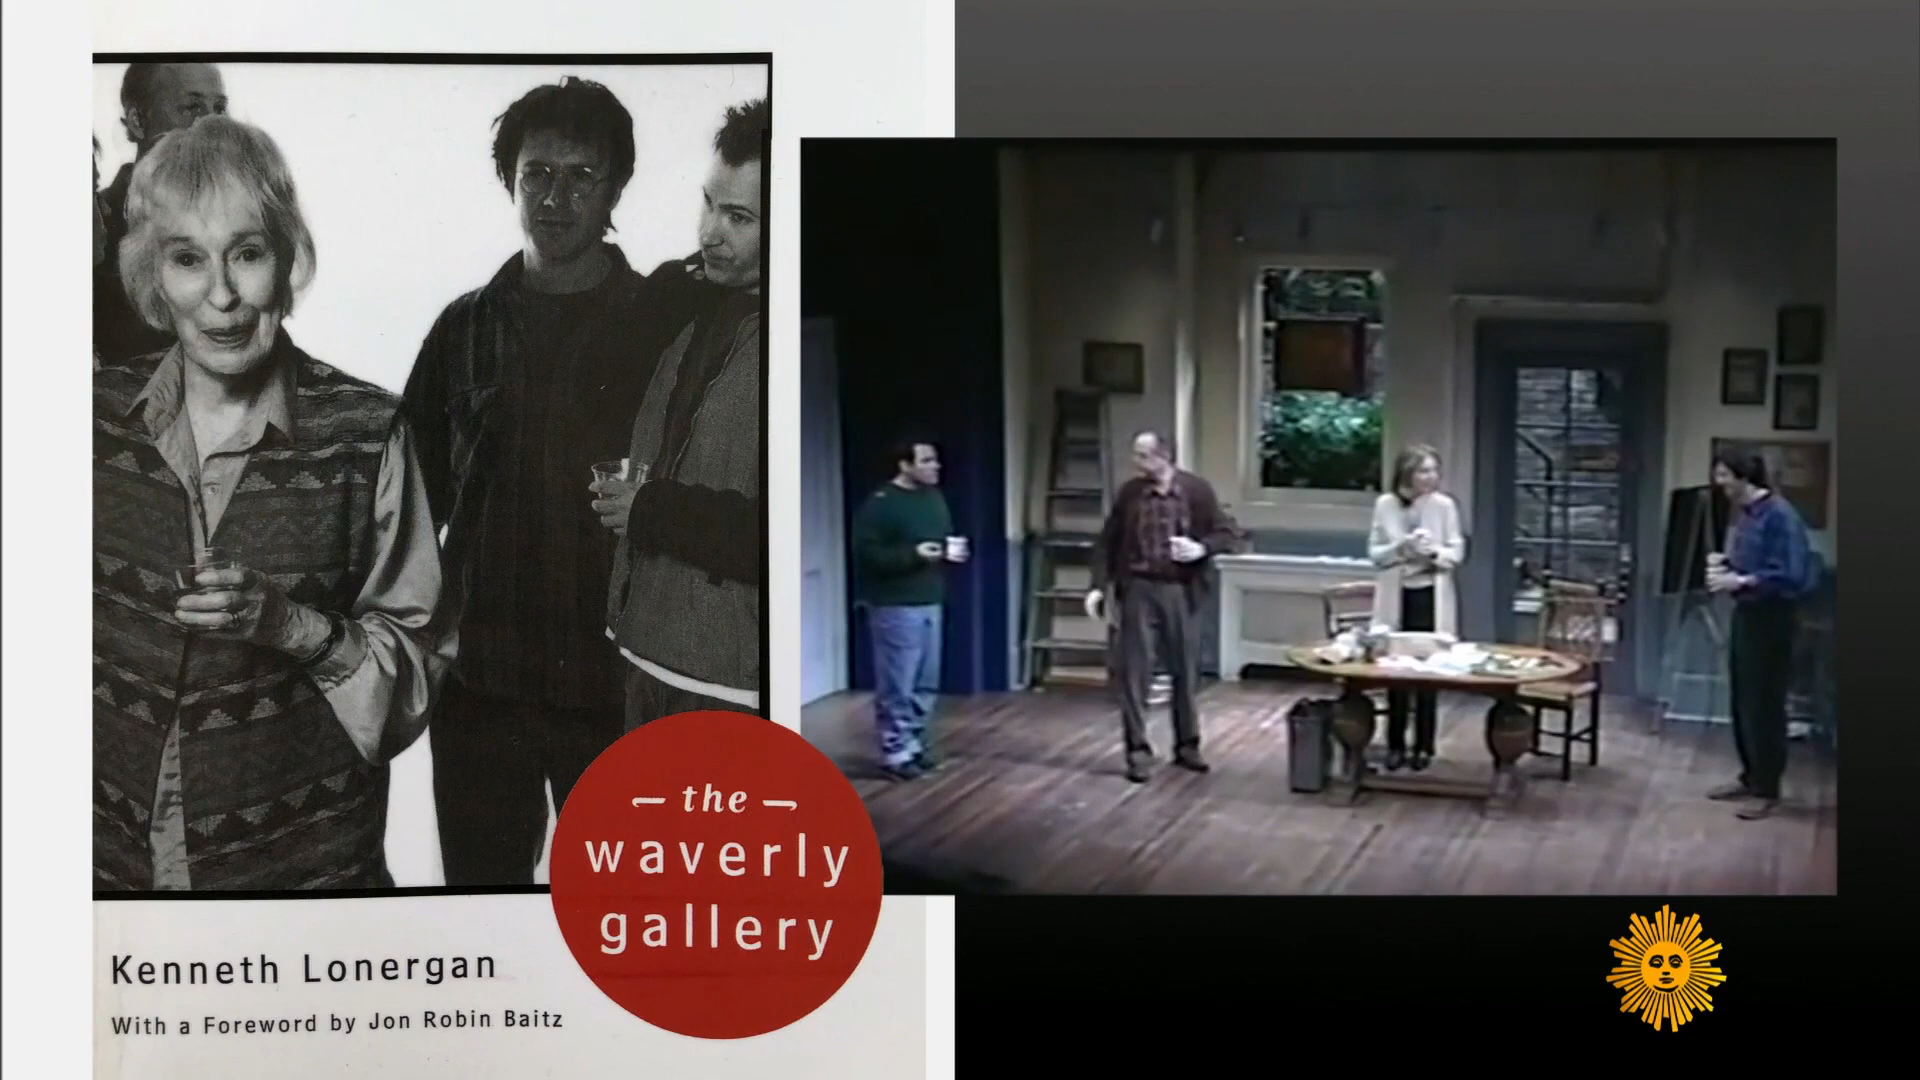 — the —
waverly
gallery
Kenneth Lonergan
With a Foreword by Jon Robin Baitz